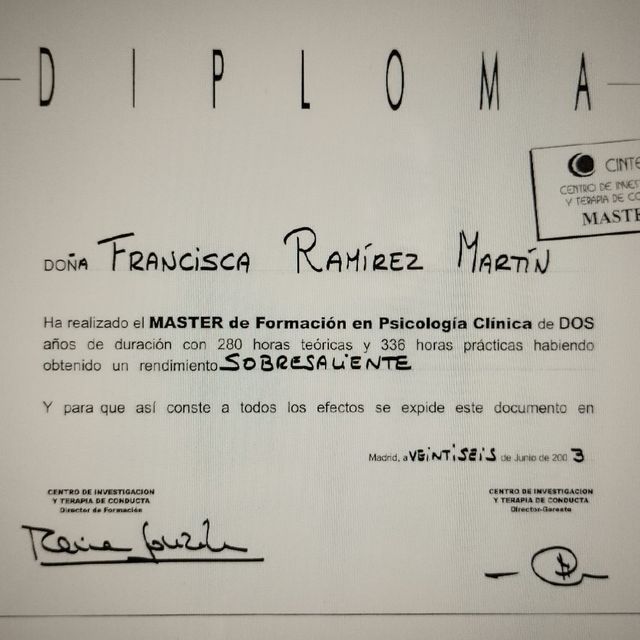 DIPLOMA
CINTE
CENTRO DE INVEST
Y TERAPIA DE CO
MASTE
DOÑA FRANCISCA RAMÍREZ MARTÍN
Ha realizado el MASTER de Formación en Psicología Clínica de DOS
años de duración con 280 horas teóricas y 336 horas prácticas habiendo
obtenido un rendimiento SOBRESALIENTE
Y para que así conste a todos los efectos se expide este documento en
Madrid, a VEINTISEIS de Junio de 2003
CENTRO DE INVESTIGACION
Y TERAPIA DE CONDUCTA
Director de Formación
CENTRO DE INVESTIGACION
Y TERAPIA DE CONDUCTA
Director-Gerente